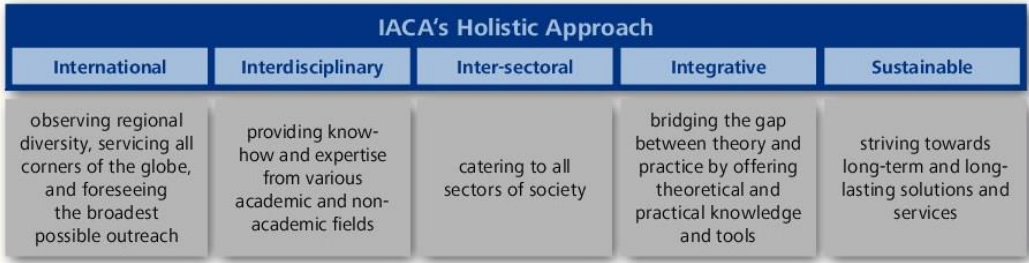 IACA's Holistic Approach
International
Interdisciplinary
Inter-sectoral
Integrative
Sustainable
observing regional
diversity, servicing all
corners of the globe,
and foreseeing
the broadest
possible outreach
providing know-
how and expertise
from various
academic and non-
academic fields
catering to all
sectors of society
bridging the gap
between theory and
practice by offering
theoretical and
practical knowledge
and tools
striving towards
long-term and long-
lasting solutions and
services